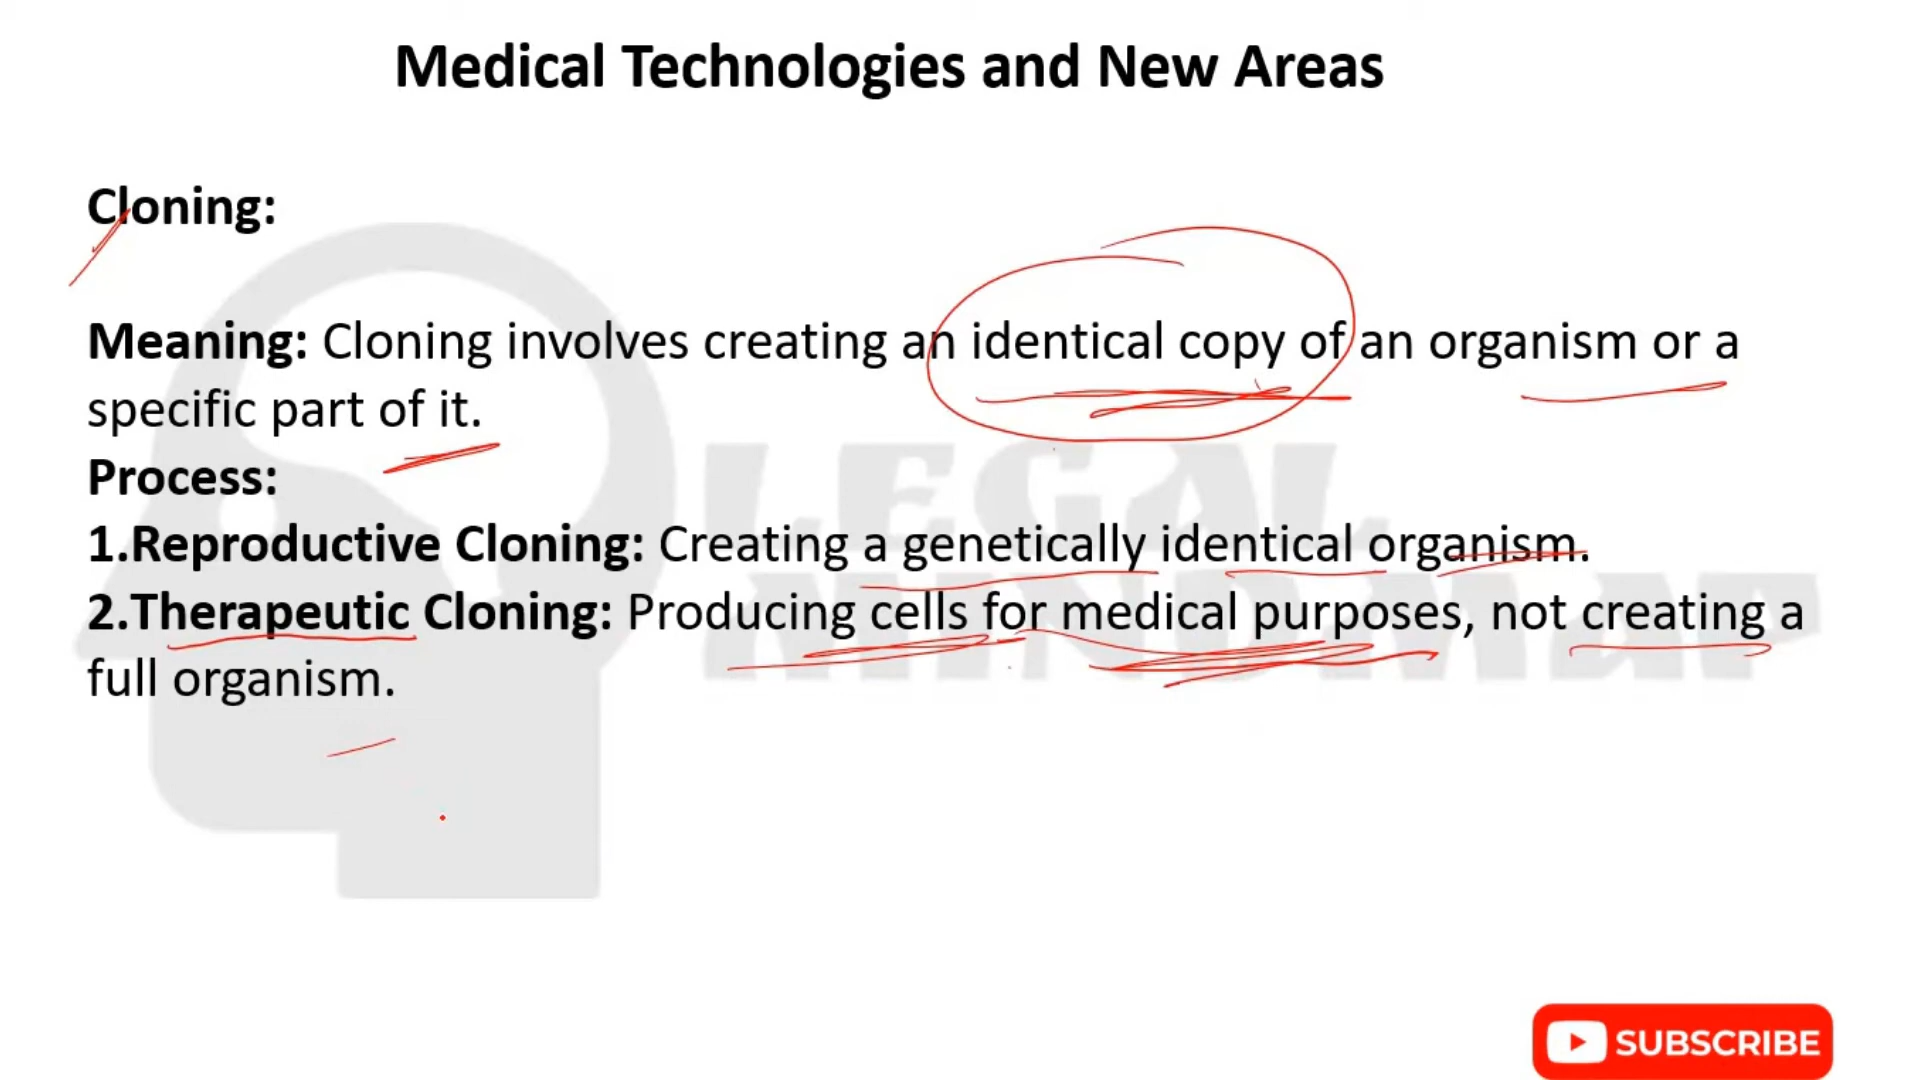 Medical Technologies and New Areas
Cloning:
Meaning: Cloning involves creating an identical copy of an organism or a
specific part of it.
Process:
1.Reproductive Cloning: Creating a genetically identical organism.
2.Therapeutic Cloning: Producing cells for medical purposes, not creating a
full organism.
LEGAL
MINDMAP
SUBSCRIBE